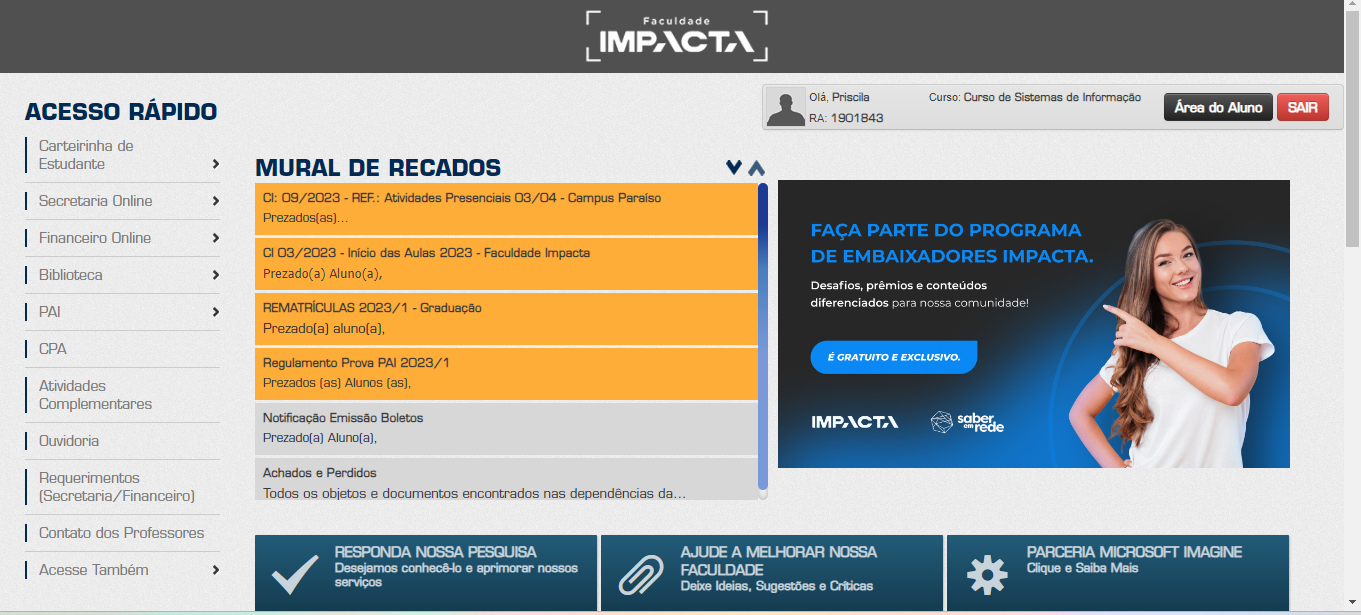 Faculdade
IMPACTA
ACESSO RÁPIDO
Carteirinha de
Estudante
Secretaria Online
Financeiro Online
Biblioteca
PAI
CPA
Atividades
Complementares
Ouvidoria
Requerimentos
(Secretaria/Financeiro)
Contato dos Professores
Acesse Também
Olá, Priscila
RA: 1901843
Curso: Curso de Sistemas de Informação
Área do Aluno
SAIR
MURAL DE RECADOS
CI: 09/2023 - REF.: Atividades Presenciais 03/04 - Campus Paraíso
Prezados(as)...
CI 03/2023 - Início das Aulas 2023 - Faculdade Impacta
Prezado(a) Aluno(a),
REMATRÍCULAS 2023/1 - Graduação
Prezado(a) aluno(a),
Regulamento Prova PAI 2023/1
Prezados (as) Alunos (as),
Notificação Emissão Boletos
Prezado(a) Aluno(a),
Achados e Perdidos
Todos os objetos e documentos encontrados nas dependências da...
FAÇA PARTE DO PROGRAMA
DE EMBAIXADORES IMPACTA.
Desafios, prêmios e conteúdos
diferenciados para nossa comunidade!
É GRATUITO E EXCLUSIVO.
IMPACTA
saber
em rede
RESPONDA NOSSA PESQUISA
Desejamos conhecê-lo e aprimorar nossos
serviços
AJUDE A MELHORAR NOSSA
FACULDADE
Deixe Ideias, Sugestões e Críticas
PARCERIA MICROSOFT IMAGINE
Clique e Saiba Mais